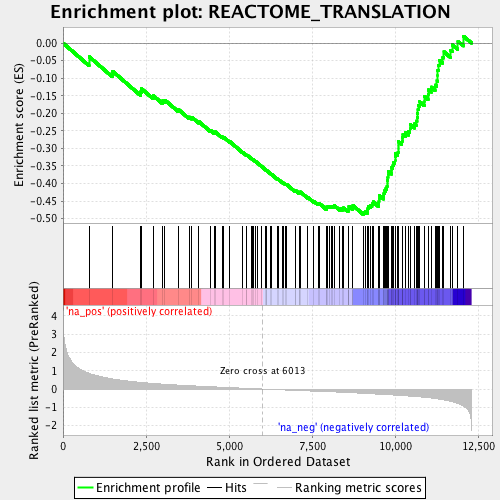 Enrichment plot: REACTOME_TRANSLATION
Enrichment score (ES)
0.00
-0.05
-0.10
-0.15
-0.20
-0.25
-0.30
-0.35
-0.40
-0.45
-0.50
'na_pos' (positively correlated)
Ranked list metric (PreRanked)
4
3
2
1
0
-1
-2
Zero cross at 6013
'na_neg' (negatively correlated)
0
2,500
5,000
7,500
10,000
12,500
Rank in Ordered Dataset
Enrichment profile
Hits
Ranking metric scores